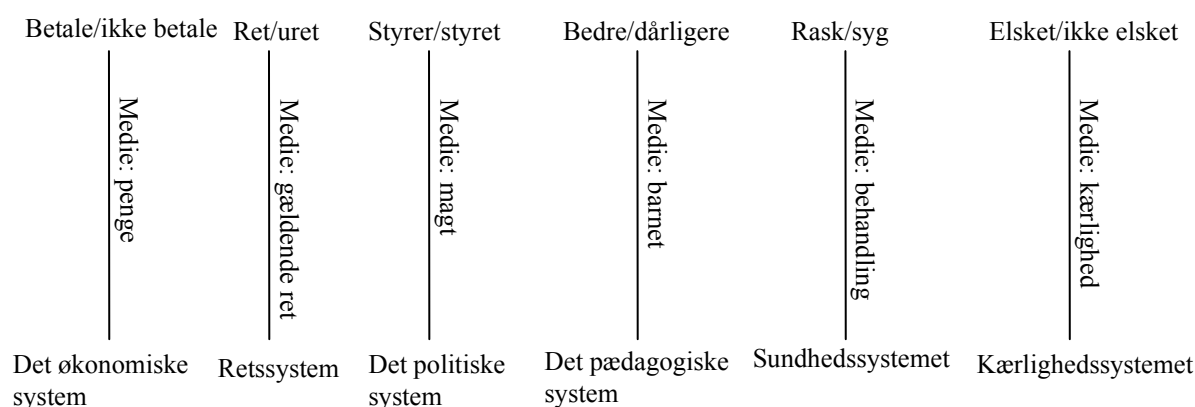 Betale/ikke betale
Ret/uret
Styrer/styret
Bedre/dårligere
Rask/syg
Elsket/ikke elsket
Medie: penge
Medie: gældende ret
Medie: magt
Medie: barnet
Medie: behandling
Medie: kærlighed
Det økonomiske
system
Retssystem
Det politiske
system
Det pædagogiske
system
Sundhedssystemet
Kærlighedssystemet